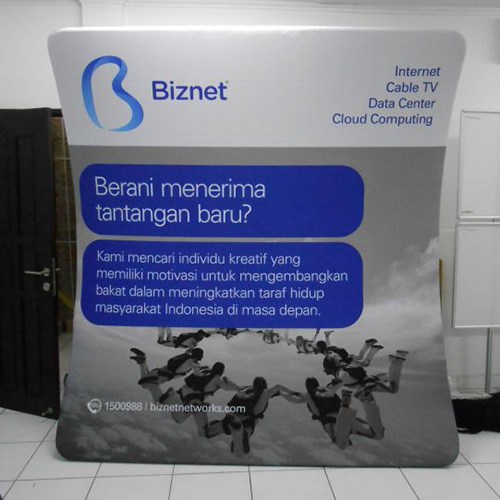 Biznet
Internet
Cable TV
Data Center
Cloud Computing
Berani menerima
tantangan baru?
Kami mencari individu kreatif yang
memiliki motivasi untuk mengembangkan
bakat dalam meningkatkan taraf hidup
masyarakat Indonesia di masa depan.
1500988 | biznetnetworks.com